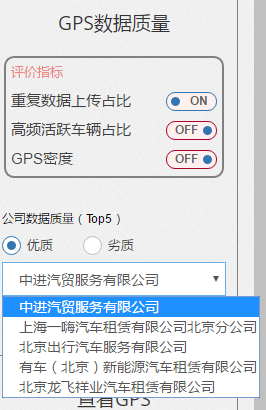 GPS数据质量
评价指标
重复数据上传占比 ON
高频活跃车辆占比 OFF
GPS密度 OFF
公司数据质量（Top5）
优质 劣质
中进汽贸服务有限公司
中进汽贸服务有限公司
上海一嗨汽车租赁有限公司北京分公司
北京出行汽车服务有限公司
有车（北京）新能源汽车租赁有限公司
北京龙飞祥业汽车租赁有限公司
查看GPS